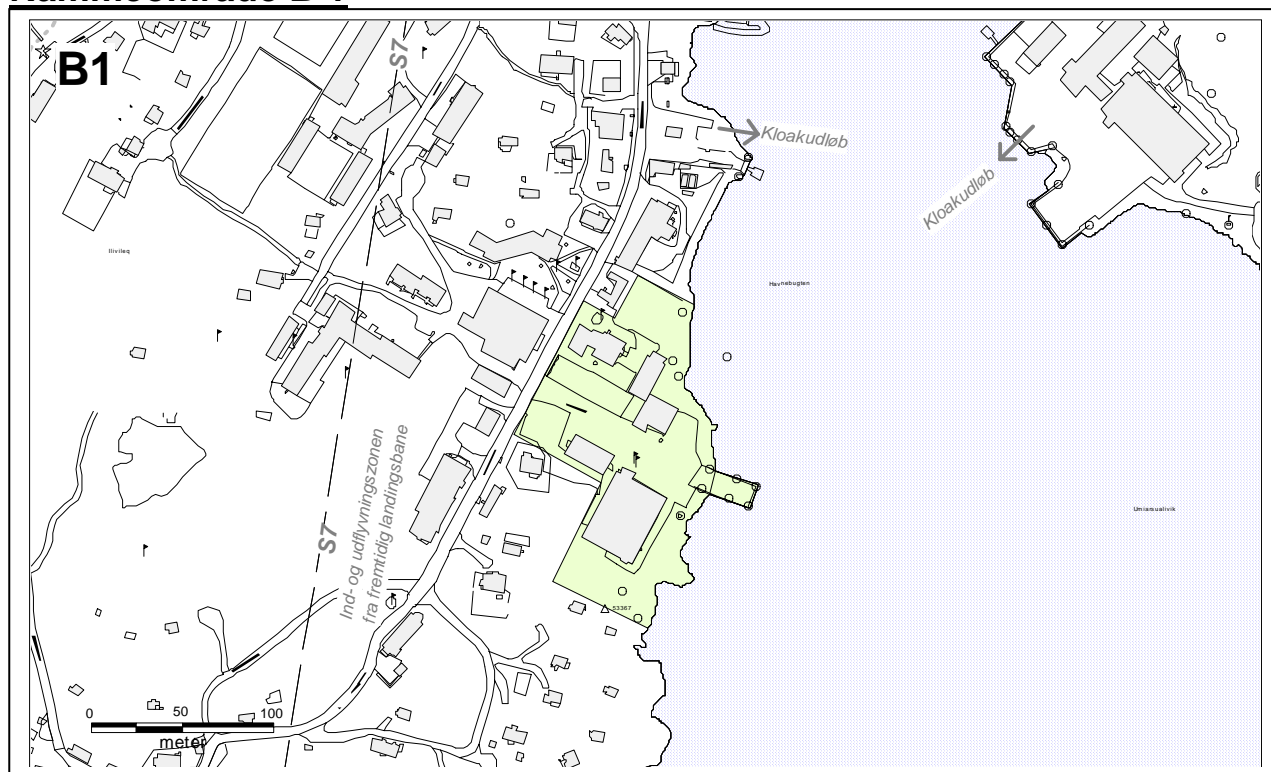 B1
S7
Kloakudløb
Kloakudløb
Ilivileq
Havnebugten
Umiarsualivik
S7
Ind- og udflyvningszonen
fra fremtidig landingsbane
53367
0 50 100
meter